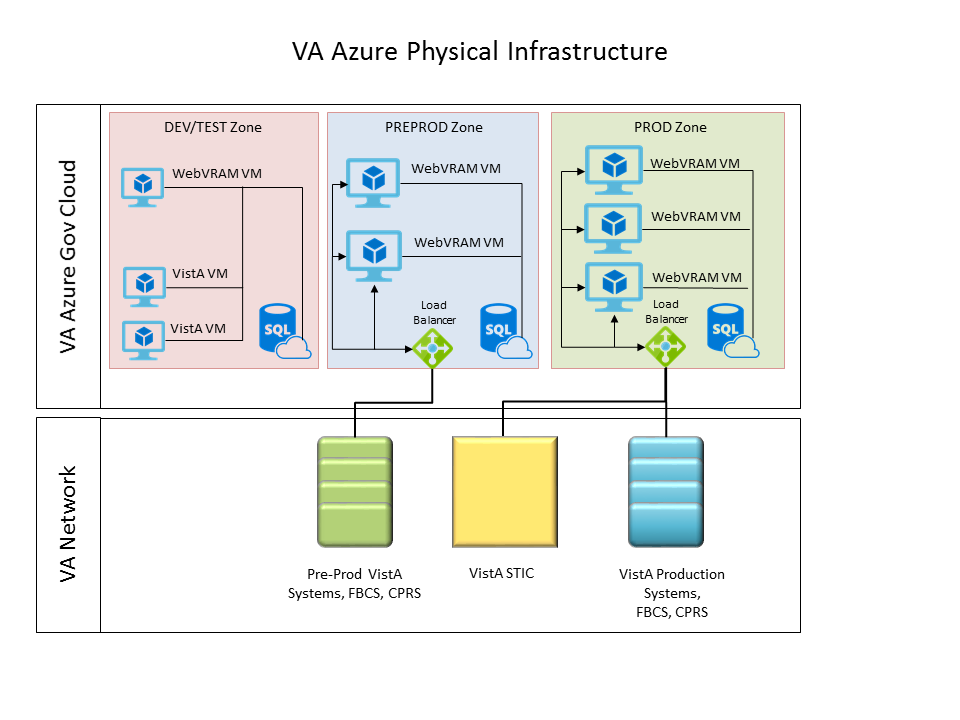 VA Azure Physical Infrastructure
VA Azure Gov Cloud
DEV/TEST Zone
WebVRAM VM
VistA VM
VistA VM
SQL
PREPROD Zone
WebVRAM VM
WebVRAM VM
Load
Balancer
SQL
PROD Zone
WebVRAM VM
WebVRAM VM
WebVRAM VM
Load
Balancer
SQL
VA Network
Pre-Prod VistA
Systems, FBCS, CPRS
VistA STIC
VistA Production
Systems,
FBCS, CPRS